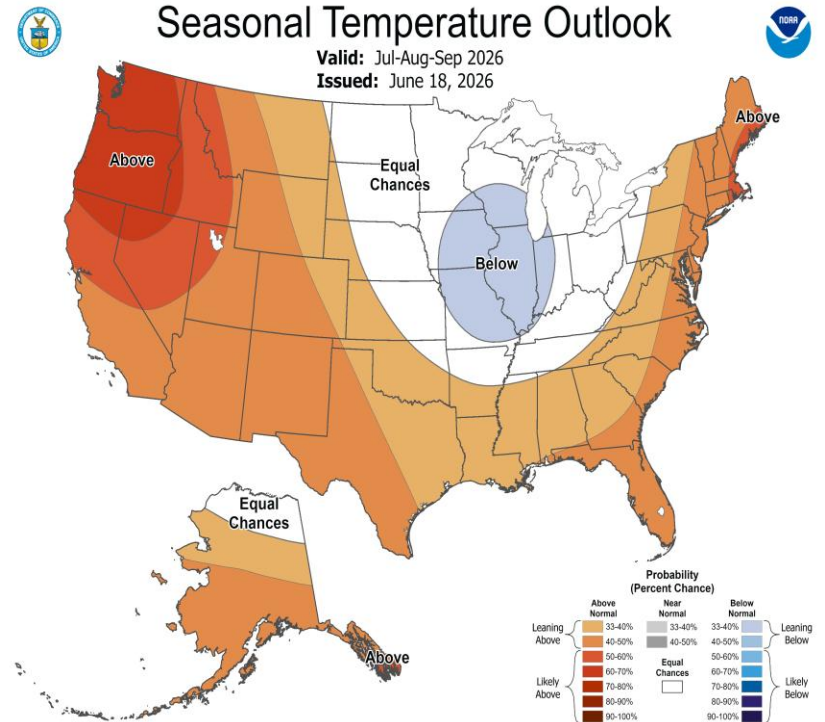 Seasonal Temperature Outlook
Valid: Jul-Aug-Sep 2026
Issued: June 18, 2026
NOAA
Above
Equal
Chances
Below
Above
Equal
Chances
Above
Probability
(Percent Chance)
Above
Normal
Near
Normal
Below
Normal
Leaning
Above
33-40%
33-40%
33-40%
Leaning
Below
40-50%
40-50%
40-50%
Likely
Above
50-60%
60-70%
70-80%
80-90%
90-100%
Equal
Chances
50-60%
60-70%
70-80%
80-90%
90-100%
Likely
Below